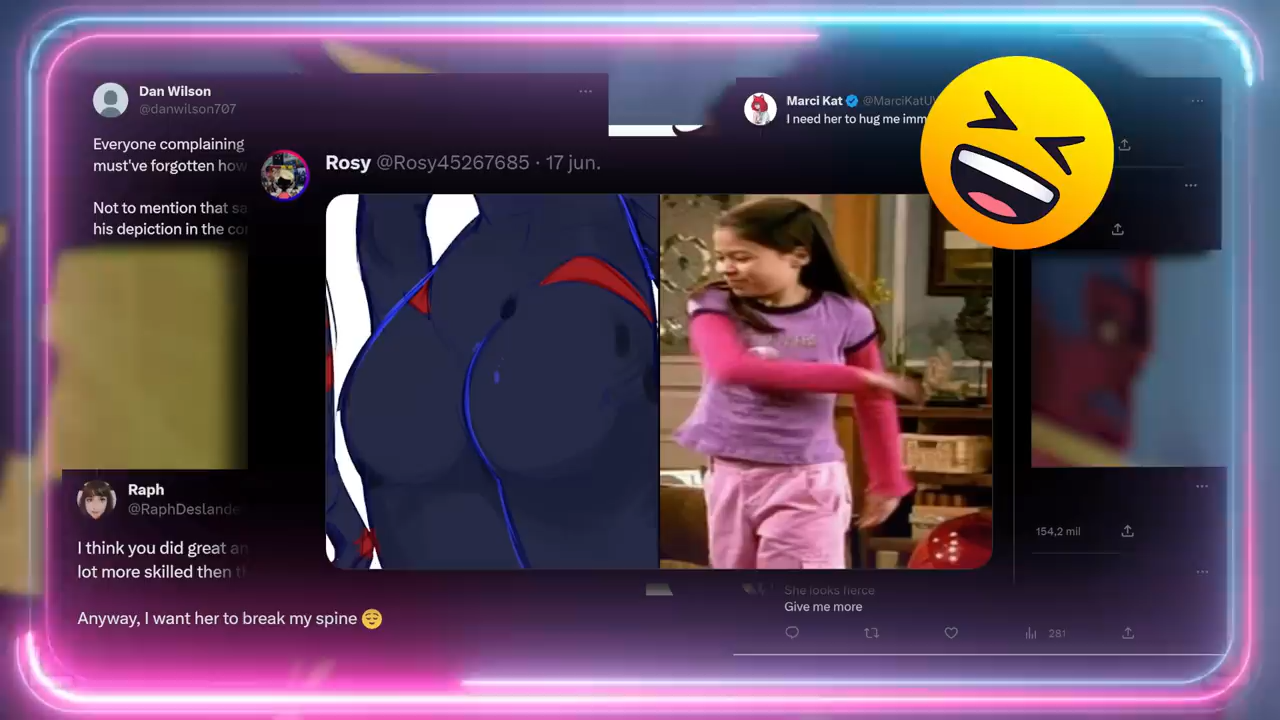 Dan Wilson
@danwilson707
Everyone complaining
must've forgotten how
Not to mention that
his depiction in the
Marci Kat @MarciKatU
I need her to hug me
Rosy @Rosy45267685 · 17 jun.
Raph
@RaphDeslande
I think you did great
lot more skilled then
Anyway, I want her to break my spine 😌
154,2 mil
She looks fierce
Give me more
281